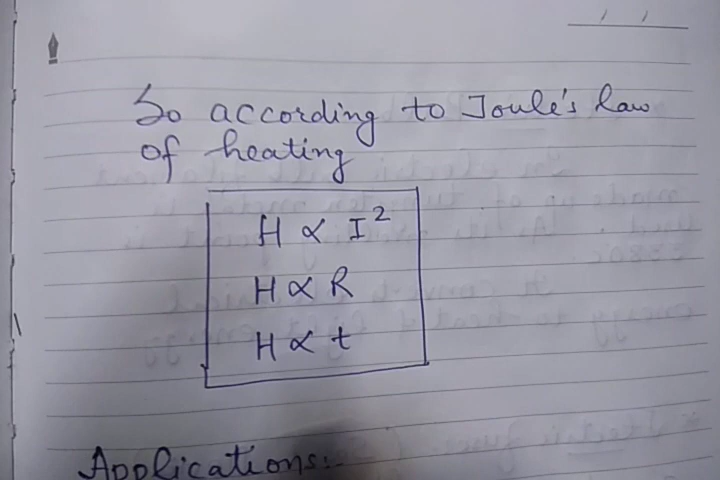 So according to Joule's law
of heating
H ∝ I²
H ∝ R
H ∝ t
Applications:-